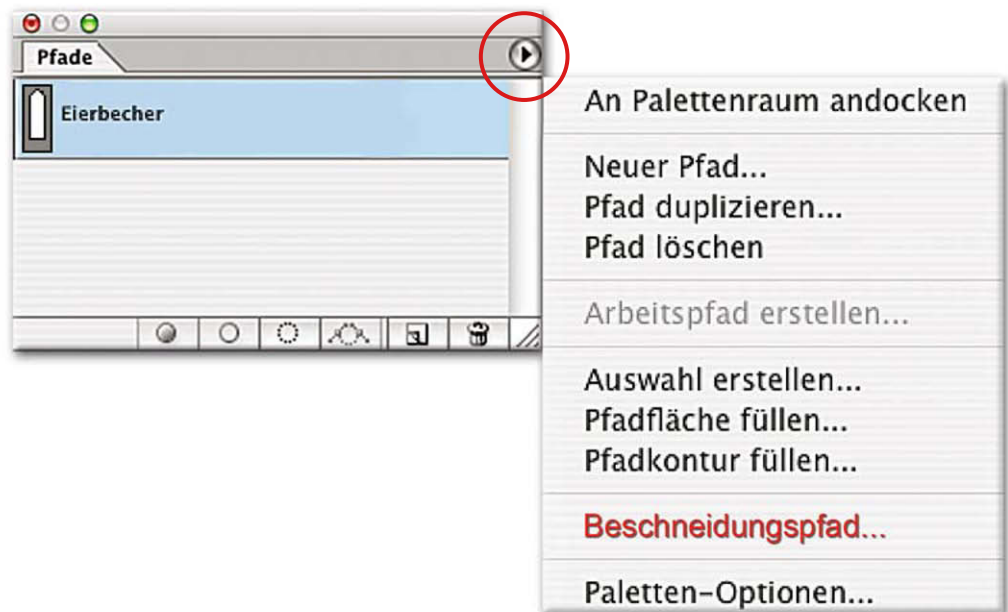 Pfade
Eierbecher
An Palettenraum andocken
Neuer Pfad...
Pfad duplizieren...
Pfad löschen
Arbeitspfad erstellen...
Auswahl erstellen...
Pfadfläche füllen...
Pfadkontur füllen...
Beschneidungspfad...
Paletten-Optionen...